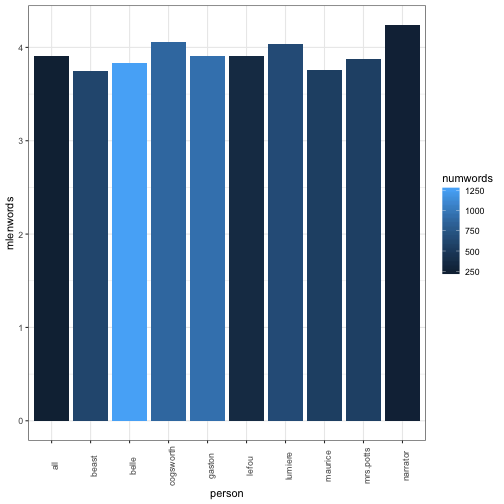 4
3
2
1
0
mlenwords
all
beast
belle
cogsworth
gaston
lefou
lumiere
maurice
mrs.potts
narrator
person
numwords
1250
1000
750
500
250